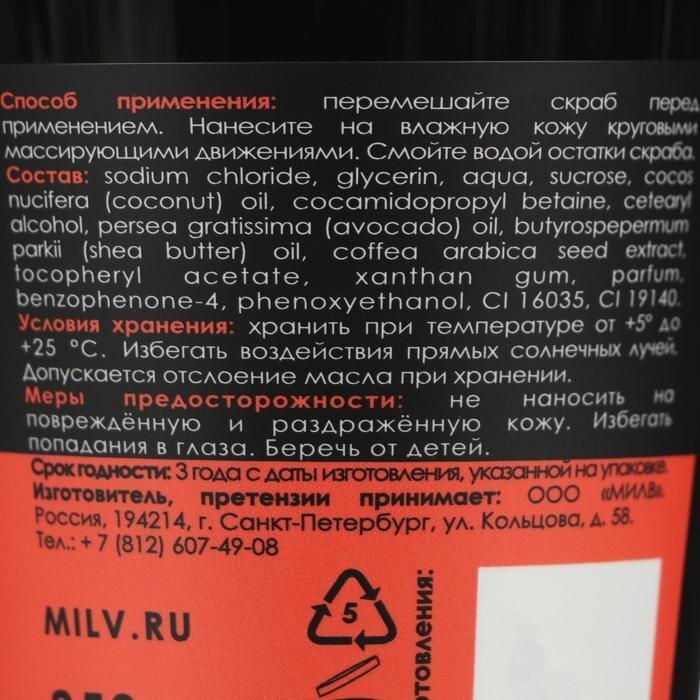 Способ применения: перемешайте скраб перед
применением. Нанесите на влажную кожу круговыми
массирующими движениями. Смойте водой остатки скраба.
Состав: sodium chloride, glycerin, aqua, sucrose, cocos
nucifera (coconut) oil, cocamidopropyl betaine, cetearyl
alcohol, persea gratissima (avocado) oil, butyrospepermum
parkii (shea butter) oil, coffea arabica seed extract,
tocopheryl acetate, xanthan gum, parfum,
benzophenone-4, phenoxyethanol, CI 16035, CI 19140.
Условия хранения: хранить при температуре от +5° до
+25 °C. Избегать воздействия прямых солнечных лучей.
Допускается отслоение масла при хранении.
Меры предосторожности: не наносить на
повреждённую и раздражённую кожу. Избегать
попадания в глаза. Беречь от детей.
Срок годности: 3 года с даты изготовления, указанной на упаковке.
Изготовитель, претензии принимает: ООО «МИЛВ».
Россия, 194214, г. Санкт-Петербург, ул. Кольцова, д. 58.
Тел.: + 7 (812) 607-49-08
MILV.RU
5